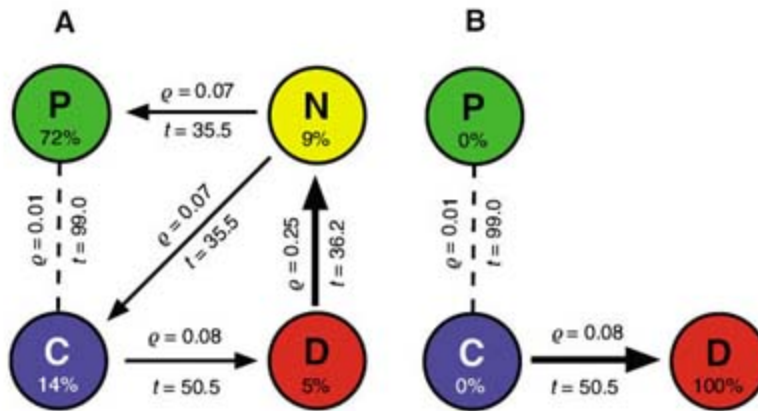 A
B
P
72%
ϱ = 0.07
t = 35.5
N
9%
P
0%
ϱ = 0.01
t = 99.0
ϱ = 0.07
t = 35.5
ϱ = 0.25
t = 36.2
ϱ = 0.01
t = 99.0
C
14%
ϱ = 0.08
t = 50.5
D
5%
C
0%
ϱ = 0.08
t = 50.5
D
100%